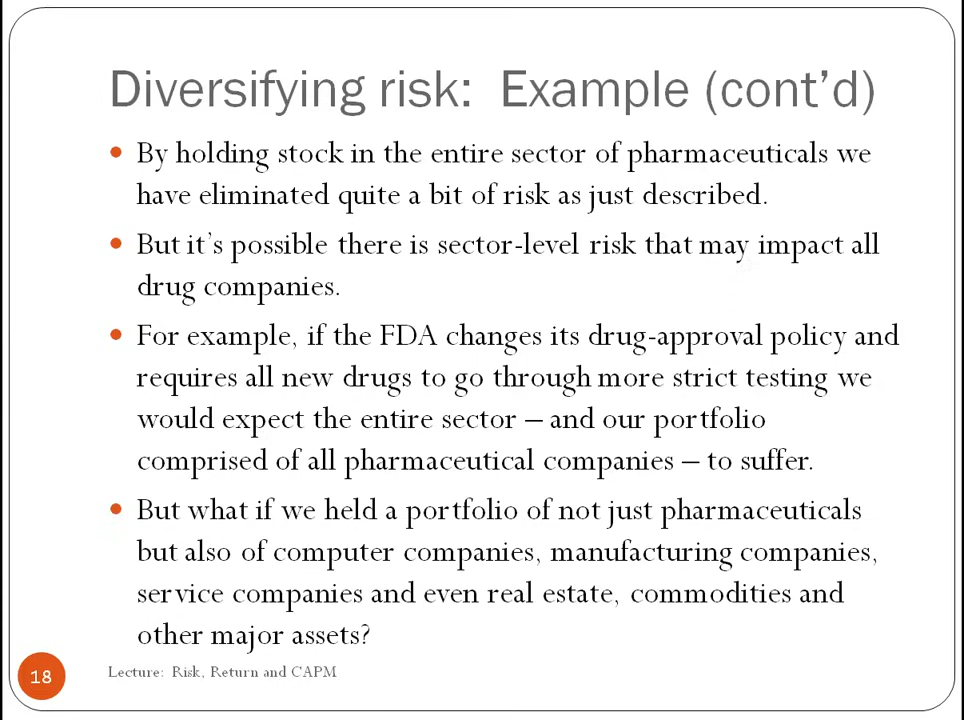 Diversifying risk:  Example (cont’d)
• By holding stock in the entire sector of pharmaceuticals we
have eliminated quite a bit of risk as just described.
• But it’s possible there is sector-level risk that may impact all
drug companies.
• For example, if the FDA changes its drug-approval policy and
requires all new drugs to go through more strict testing we
would expect the entire sector – and our portfolio
comprised of all pharmaceutical companies – to suffer.
• But what if we held a portfolio of not just pharmaceuticals
but also of computer companies, manufacturing companies,
service companies and even real estate, commodities and
other major assets?
18
Lecture:  Risk, Return and CAPM